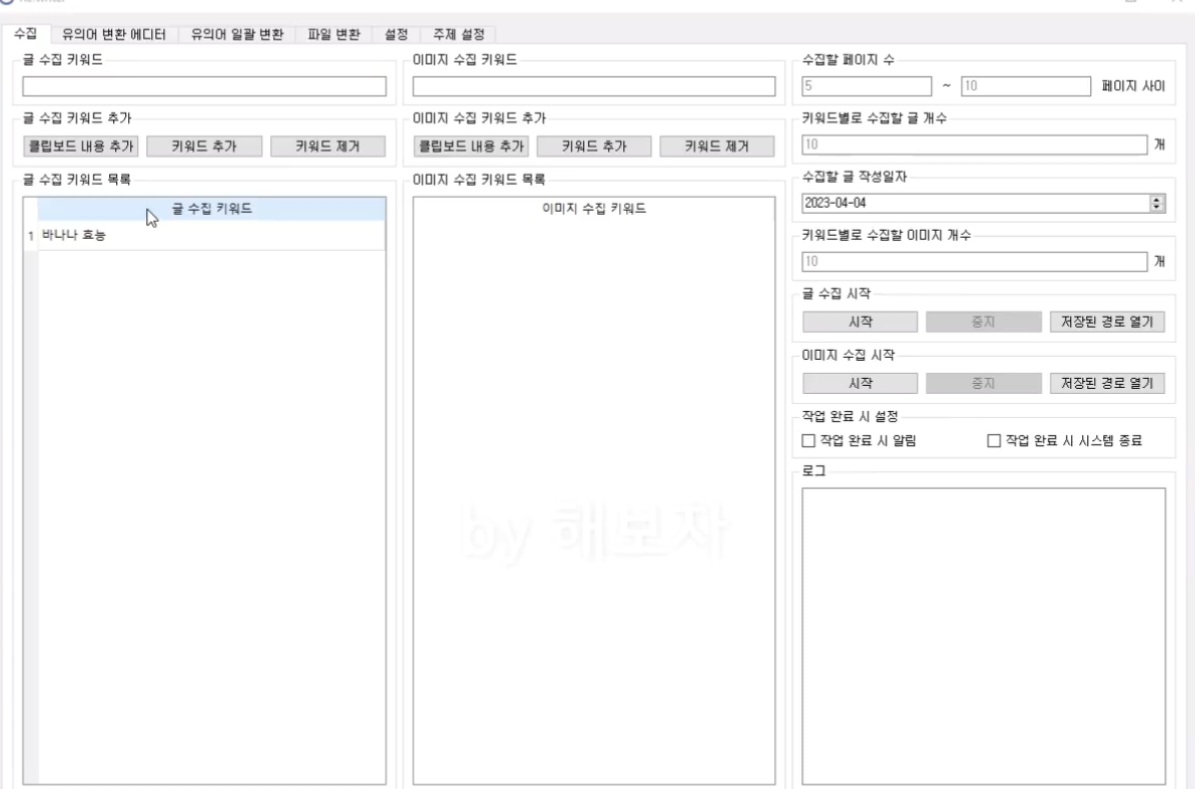 수집 유의어 변환 에디터 유의어 일괄 변환 파일 변환 설정 주제 설정
글 수집 키워드
이미지 수집 키워드
수집할 페이지 수
5 ~ 10 페이지 사이
글 수집 키워드 추가
클립보드 내용 추가 키워드 추가 키워드 제거
이미지 수집 키워드 추가
클립보드 내용 추가 키워드 추가 키워드 제거
키워드별로 수집할 글 개수
10 개
글 수집 키워드 목록
글 수집 키워드
1 바나나 효능
이미지 수집 키워드 목록
이미지 수집 키워드
수집할 글 작성일자
2023-04-04
키워드별로 수집할 이미지 개수
10 개
글 수집 시작
시작 중지 저장된 경로 열기
이미지 수집 시작
시작 중지 저장된 경로 열기
작업 완료 시 설정
작업 완료 시 알림 작업 완료 시 시스템 종료
로그
by 해보자